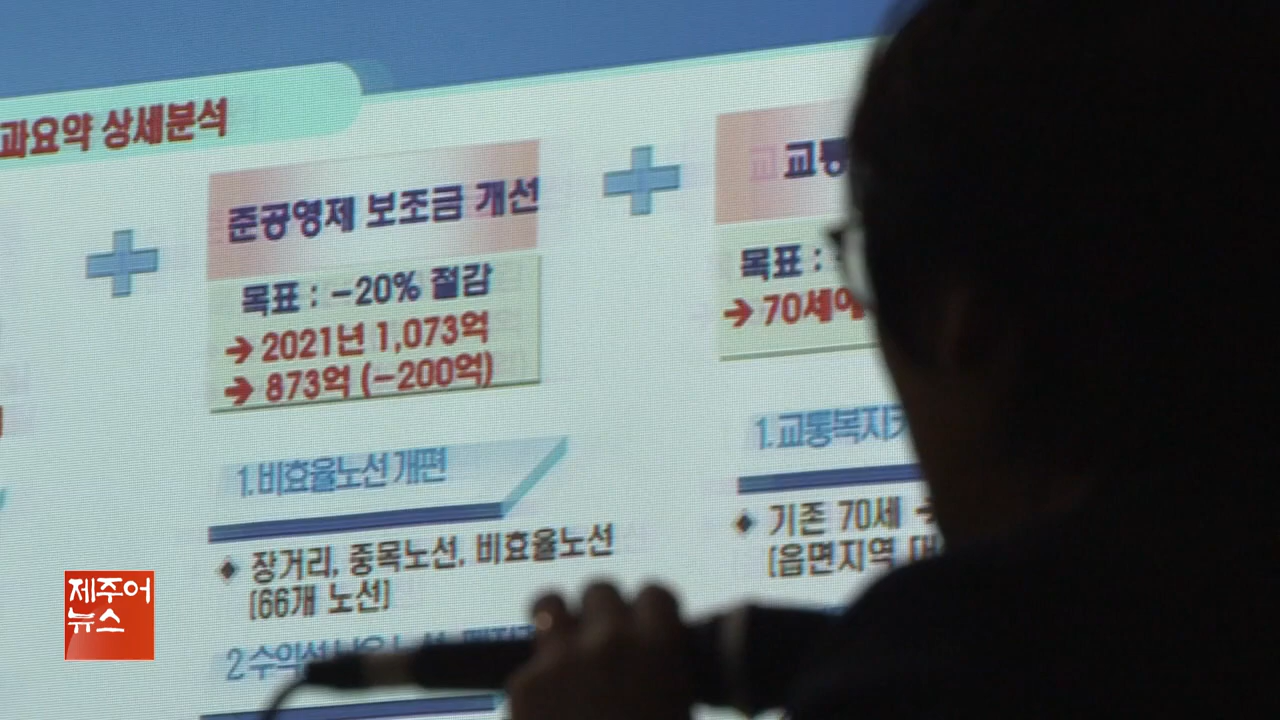 과요약 상세분석
준공영제 보조금 개선
목표 : -20% 절감
→ 2021년 1,073억
→ 873억 (-200억)
1.비효율노선 개편
◆ 장거리, 중복노선, 비효율노선
[66개 노선]
목표 :
→ 70세
1.교통복지
◆ 기존 70세 →
[읍면지역
제주어
뉴스